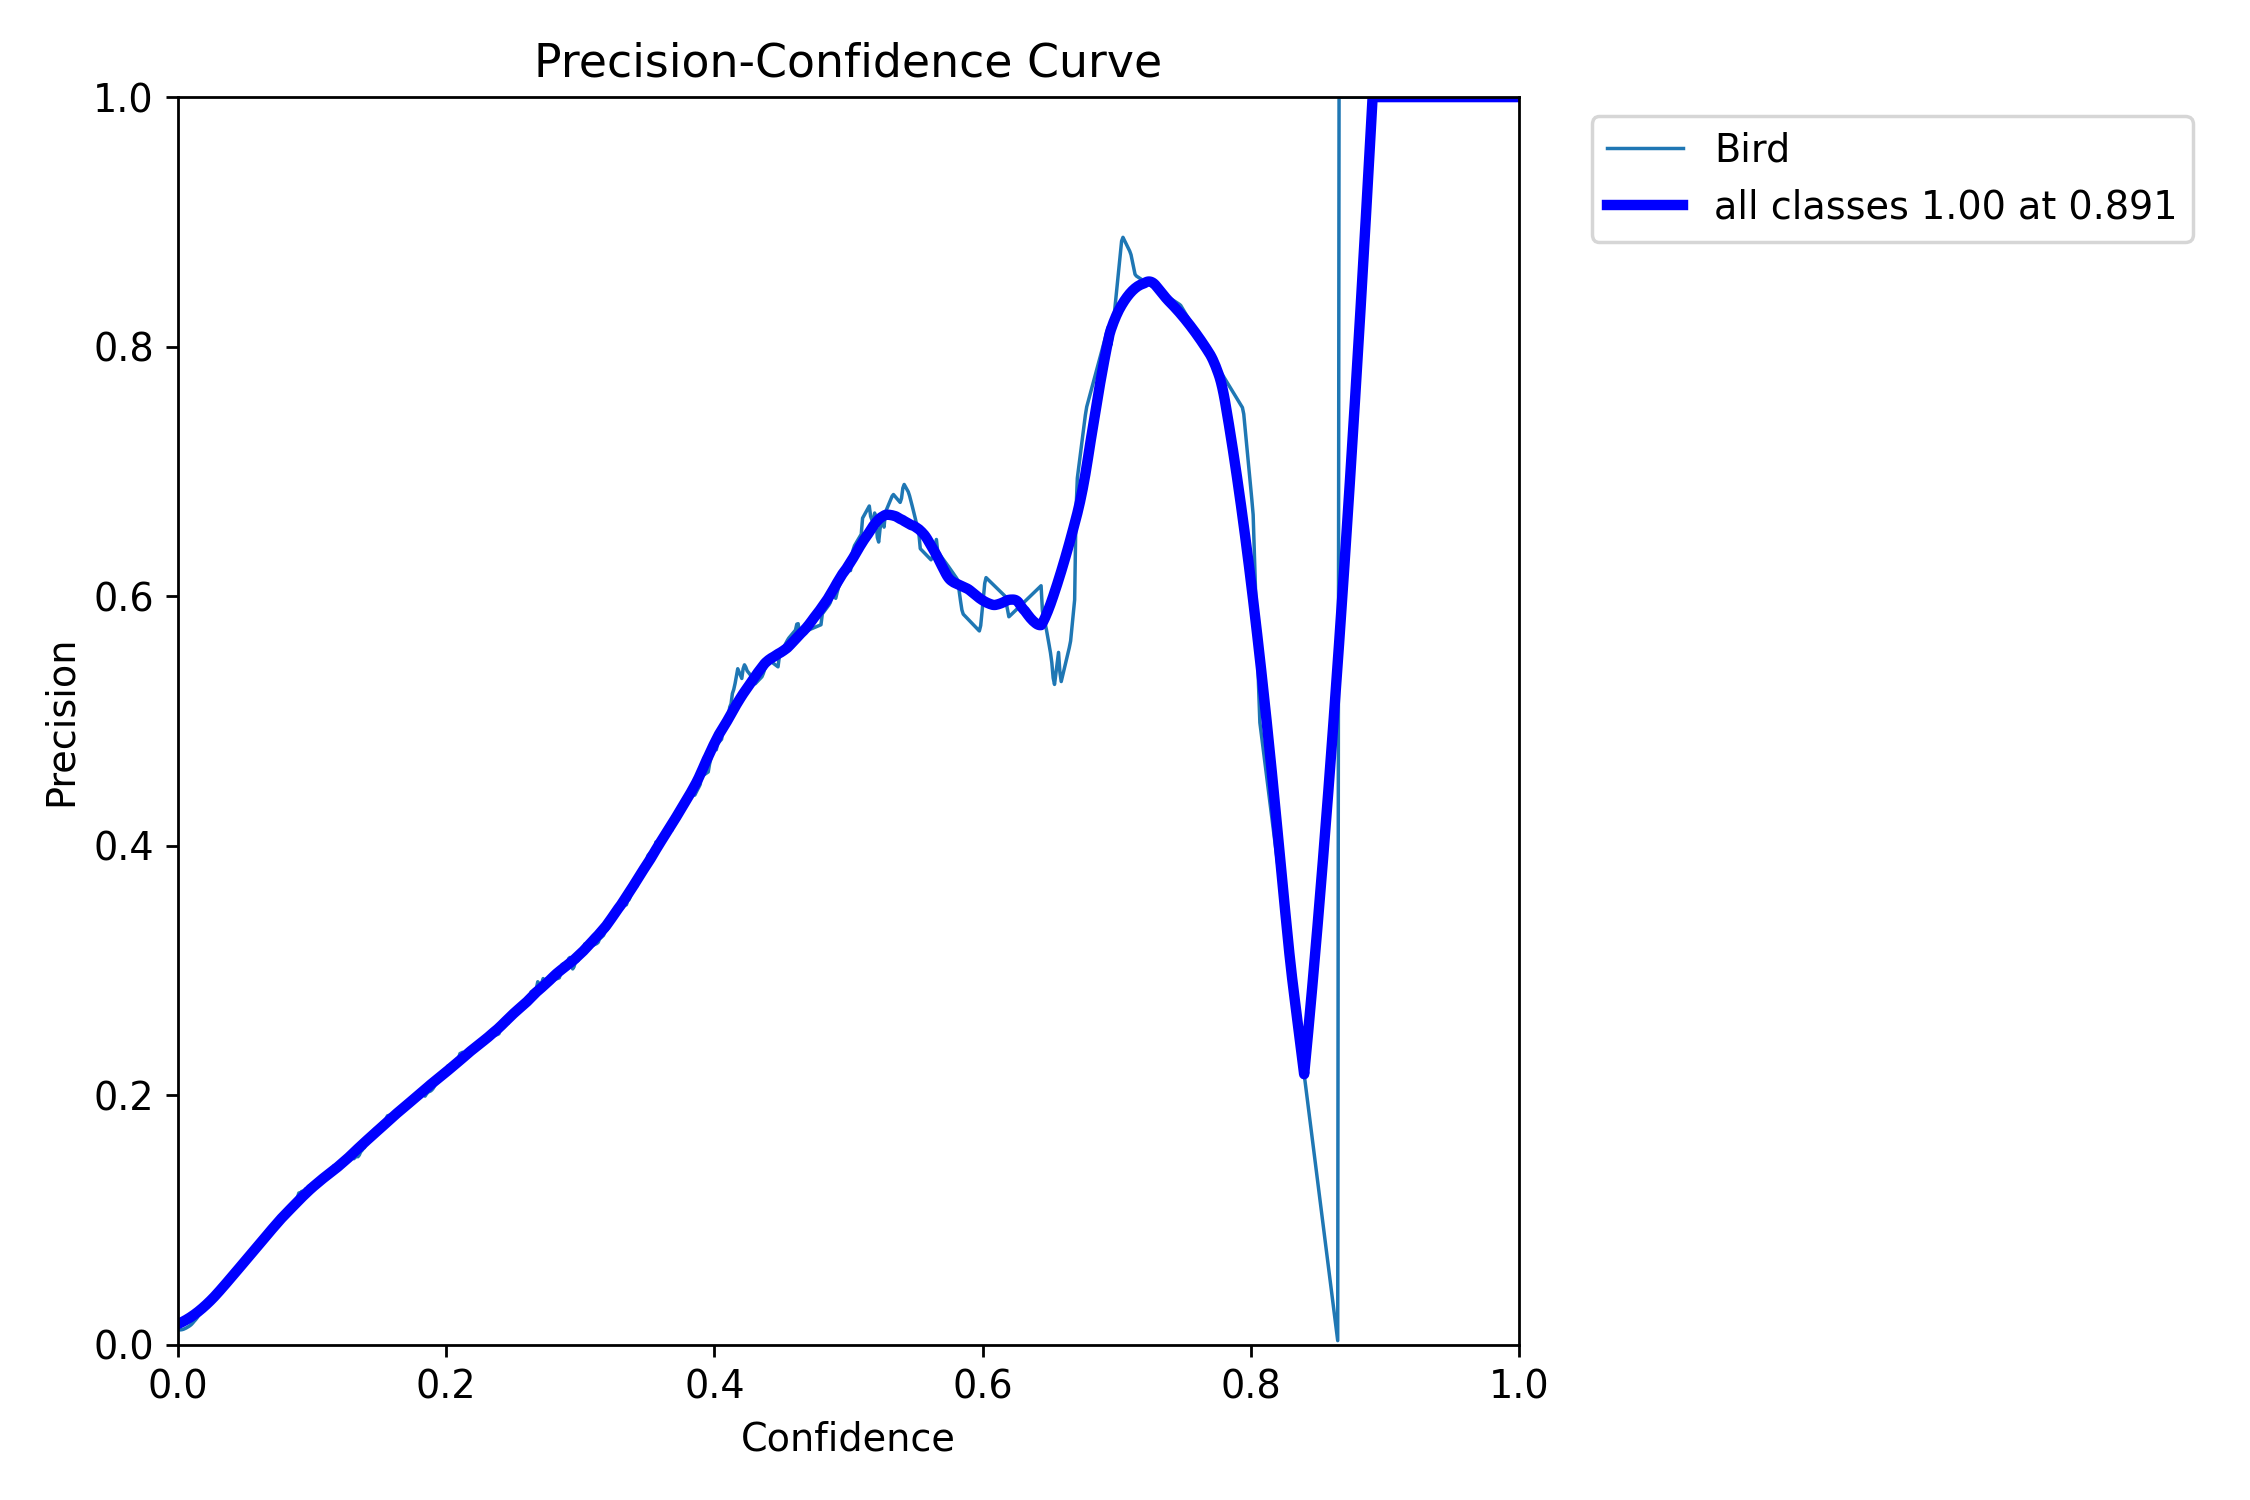 Precision-Confidence Curve
1.0
0.8
0.6
0.4
0.2
0.0
Precision
0.0 0.2 0.4 0.6 0.8 1.0
Confidence
Bird
all classes 1.00 at 0.891